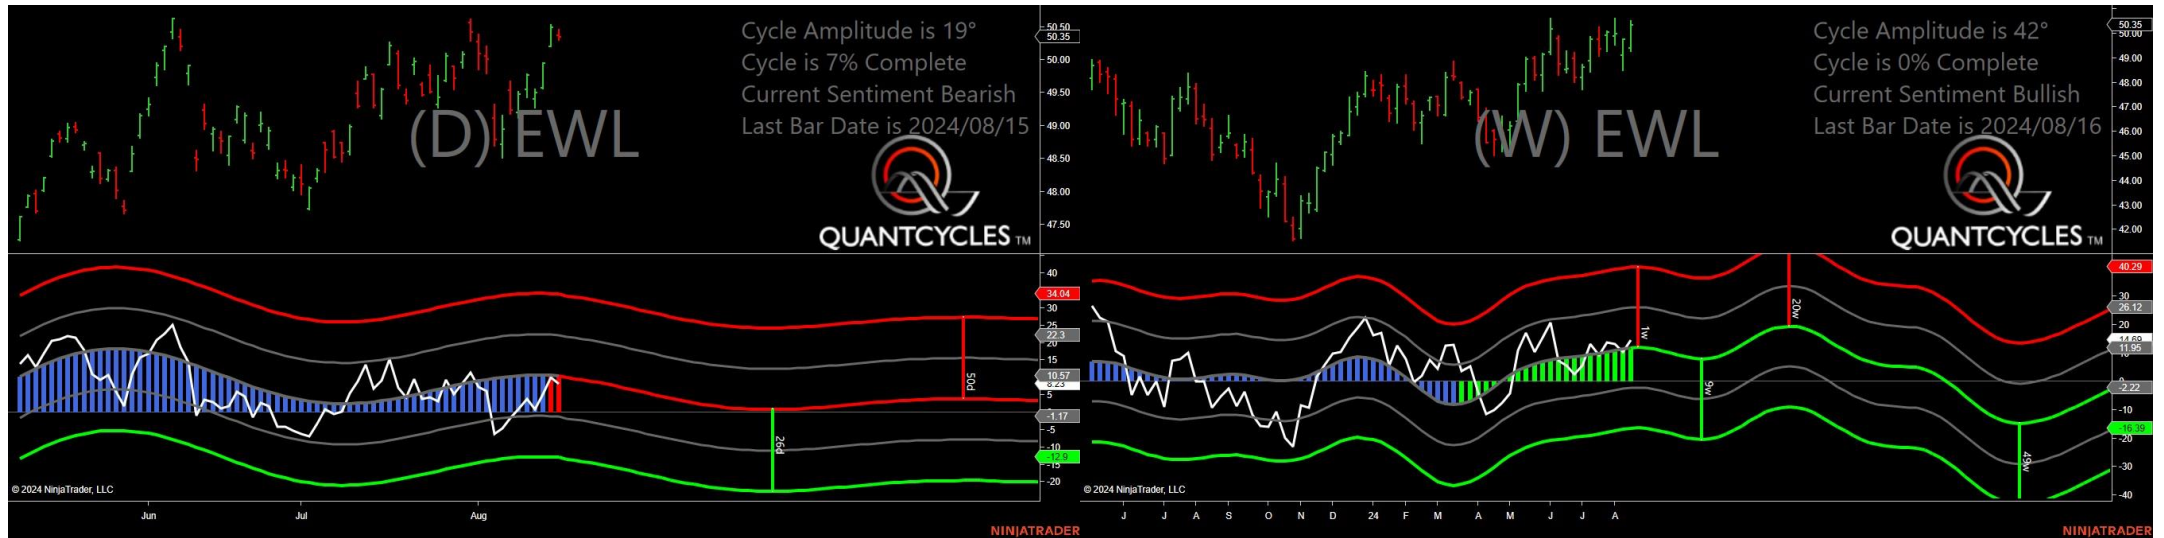 Cycle Amplitude is 19°
Cycle is 7% Complete
Current Sentiment Bearish
Last Bar Date is 2024/08/15
(D) EWL
QUANTCYCLES TM
50.50
50.35
50.00
49.50
49.00
48.50
48.00
47.50
40
34.04
30
25
22.3
15
10.57
8.23
5
-1.17
-5
-10
-12.9
-15
-20
50d
26d
© 2024 NinjaTrader, LLC
Jun
Jul
Aug
NINJATRADER
Cycle Amplitude is 42°
Cycle is 0% Complete
Current Sentiment Bullish
Last Bar Date is 2024/08/16
(W) EWL
QUANTCYCLES TM
50.35
50.00
49.00
48.00
47.00
46.00
45.00
44.00
43.00
42.00
40.29
30
26.12
20
14.69
11.95
0
-2.22
-10
-16.39
-20
-30
-40
1w
9w
20w
49w
© 2024 NinjaTrader, LLC
J J A S O N D 24 F M A M J J A
NINJATRADER